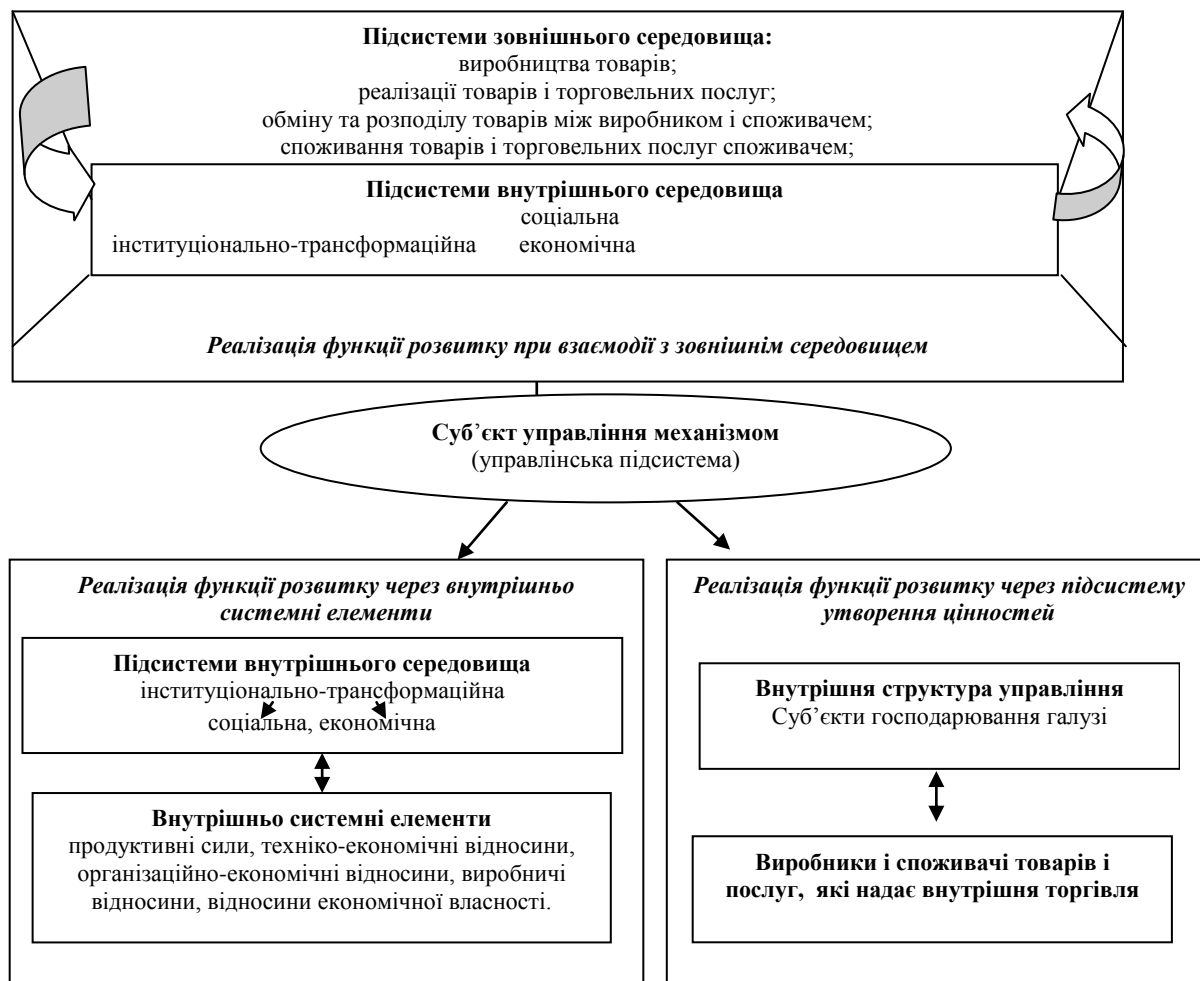 Підсистеми зовнішнього середовища:
виробництва товарів;
реалізації товарів і торговельних послуг;
обміну та розподілу товарів між виробником і споживачем;
споживання товарів і торговельних послуг споживачем;
Підсистеми внутрішнього середовища
соціальна
інституціонально-трансформаційна економічна
Реалізація функції розвитку при взаємодії з зовнішнім середовищем
Суб’єкт управління механізмом
(управлінська підсистема)
Реалізація функції розвитку через внутрішньо
системні елементи
Підсистеми внутрішнього середовища
інституціонально-трансформаційна
соціальна, економічна
Внутрішньо системні елементи
продуктивні сили, техніко-економічні відносини,
організаційно-економічні відносини, виробничі
відносини, відносини економічної власності.
Реалізація функції розвитку через підсистему
утворення цінностей
Внутрішня структура управління
Суб’єкти господарювання галузі
Виробники і споживачі товарів і
послуг, які надає внутрішня торгівля